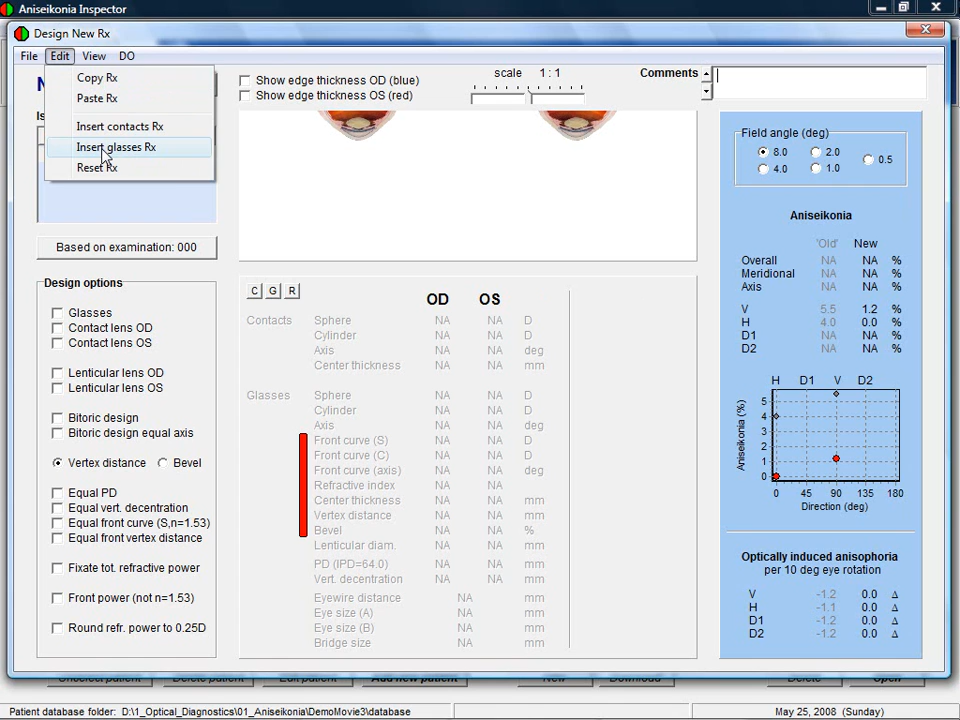 Aniseikonia Inspector
Design New Rx
File Edit View DO
Copy Rx
Paste Rx
Insert contacts Rx
Insert glasses Rx
Reset Rx
Based on examination: 000
Design options
Glasses
Contact lens OD
Contact lens OS
Lenticular lens OD
Lenticular lens OS
Bitoric design
Bitoric design equal axis
Vertex distance Bevel
Equal PD
Equal vert. decentration
Equal front curve (S,n=1.53)
Equal front vertex distance
Fixate tot. refractive power
Front power (not n=1.53)
Round refr. power to 0.25D
Show edge thickness OD (blue)
Show edge thickness OS (red)
scale 1 : 1
Comments
C G R
OD OS
Contacts Sphere NA NA D
Cylinder NA NA D
Axis NA NA deg
Center thickness NA NA mm
Glasses Sphere NA NA D
Cylinder NA NA D
Axis NA NA deg
Front curve (S) NA NA D
Front curve (C) NA NA D
Front curve (axis) NA NA deg
Refractive index NA NA
Center thickness NA NA mm
Vertex distance NA NA mm
Bevel NA NA %
Lenticular diam. NA NA mm
PD (IPD=64.0) NA NA mm
Vert. decentration NA NA mm
Eyewire distance NA mm
Eye size (A) NA mm
Eye size (B) NA mm
Bridge size NA mm
Field angle (deg)
8.0 2.0 0.5
4.0 1.0
Aniseikonia
'Old' New
Overall NA NA %
Meridional NA NA %
Axis NA NA %
V 5.5 1.2 %
H 4.0 0.0 %
D1 NA NA %
D2 NA NA %
H D1 V D2
Aniseikonia (%)
5
4
3
2
1
0
0 45 90 135 180
Direction (deg)
Optically induced anisophoria
per 10 deg eye rotation
V -1.2 0.0 Δ
H -1.1 0.0 Δ
D1 -1.2 0.0 Δ
D2 -1.2 0.0 Δ
Unselect patient Delete patient Edit patient Add new patient New Download Delete Open
Patient database folder: D:\1_Optical_Diagnostics\01_Aniseikonia\DemoMovie3\database May 25, 2008 (Sunday)